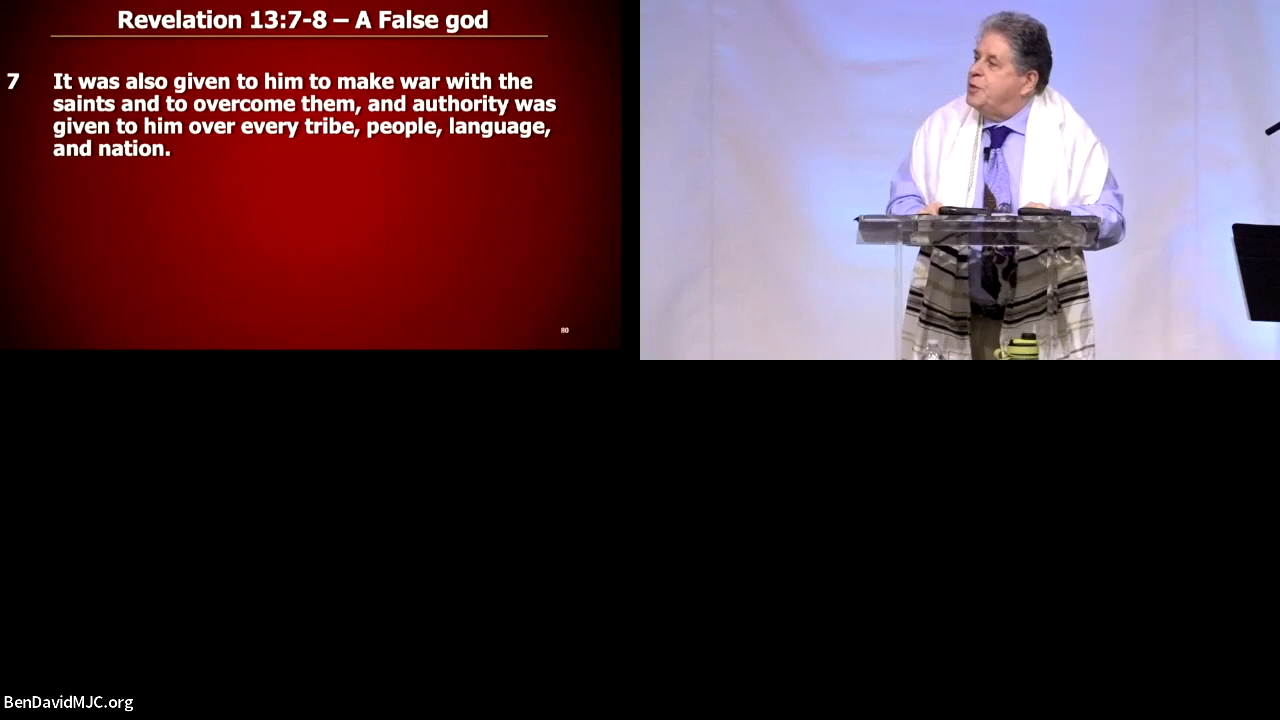 Revelation 13:7-8 – A False god
7 It was also given to him to make war with the
saints and to overcome them, and authority was
given to him over every tribe, people, language,
and nation.
80
BenDavidMJC.org